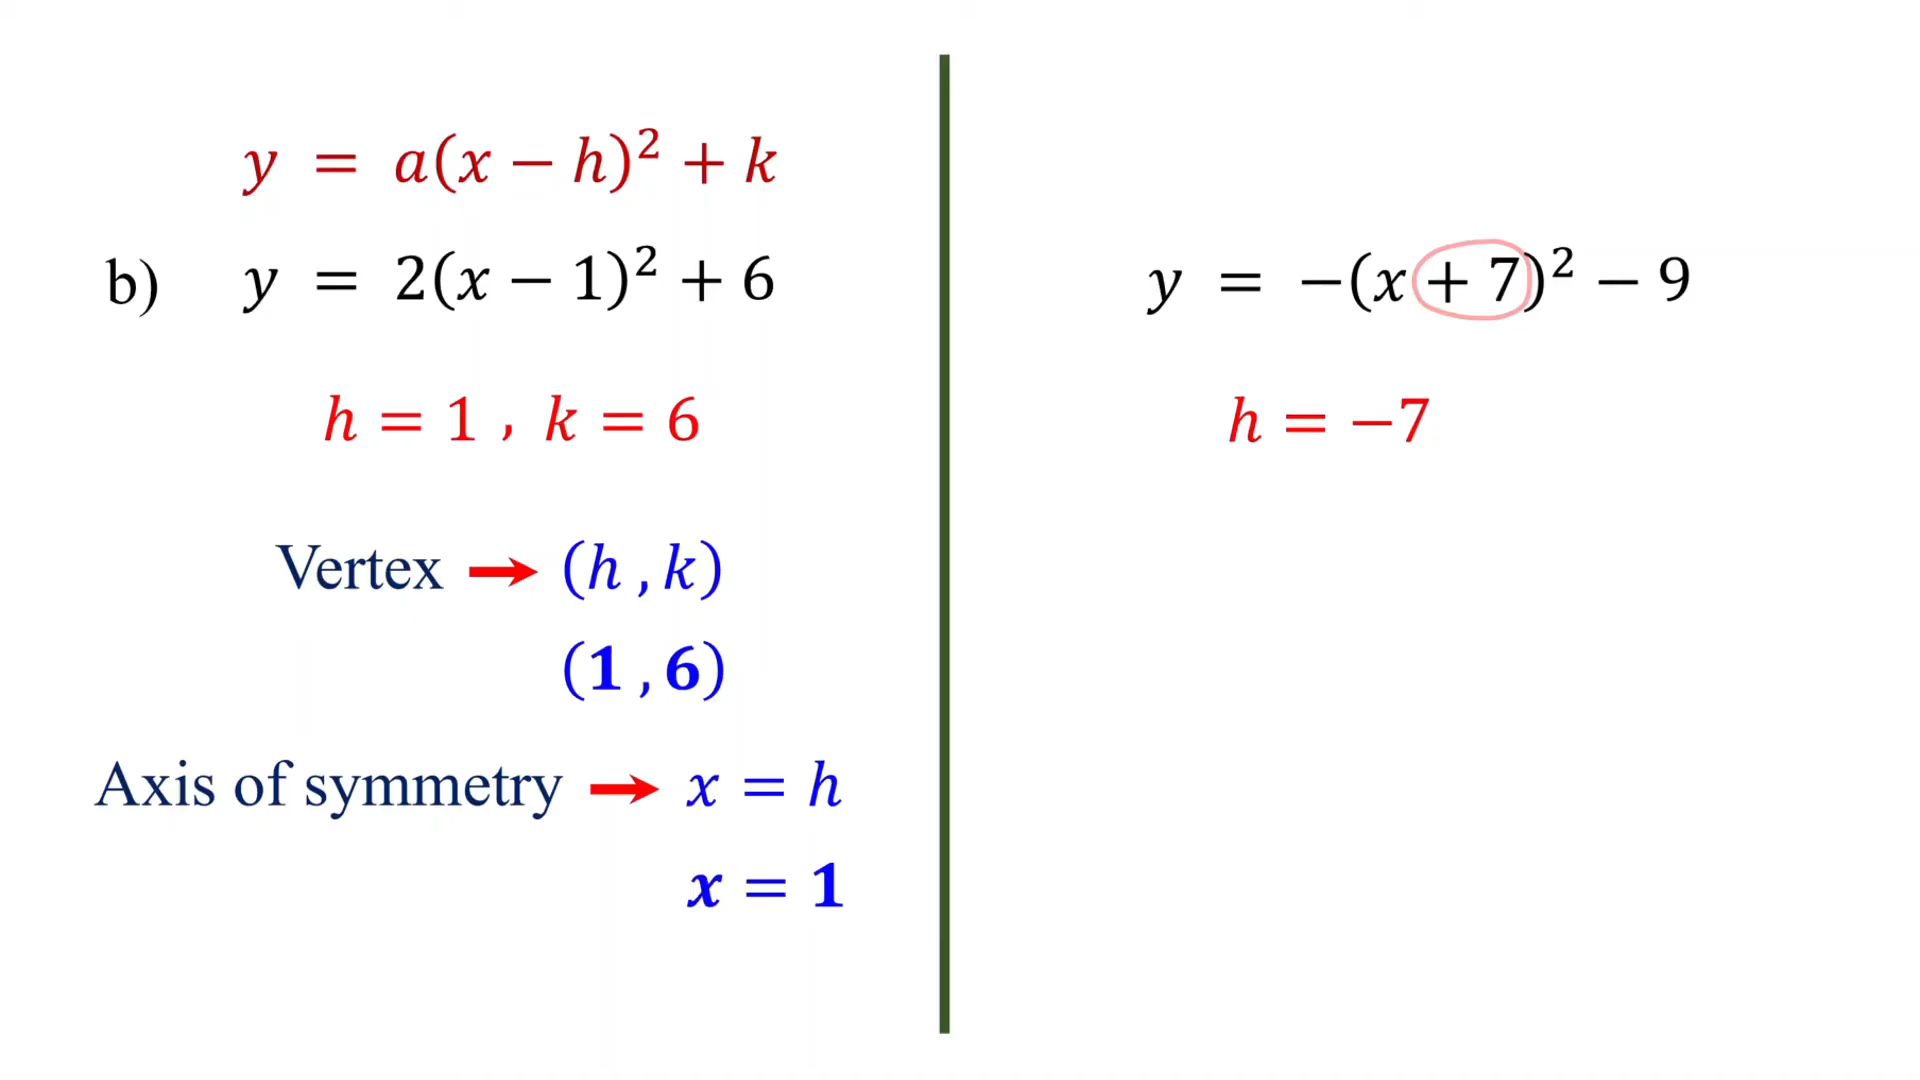 y = a(x − h)² + k
b) y = 2(x − 1)² + 6
h = 1 , k = 6
Vertex → (h , k)
(1 , 6)
Axis of symmetry → x = h
x = 1
y = −(x + 7)² − 9
h = −7